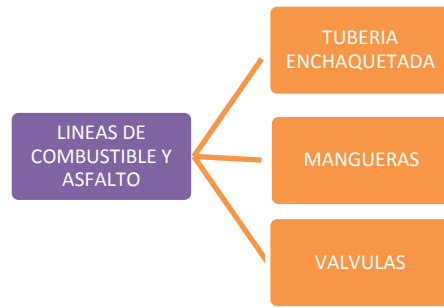 TUBERIA
ENCHAQUETADA
LINEAS DE
COMBUSTIBLE Y
ASFALTO
MANGUERAS
VALVULAS